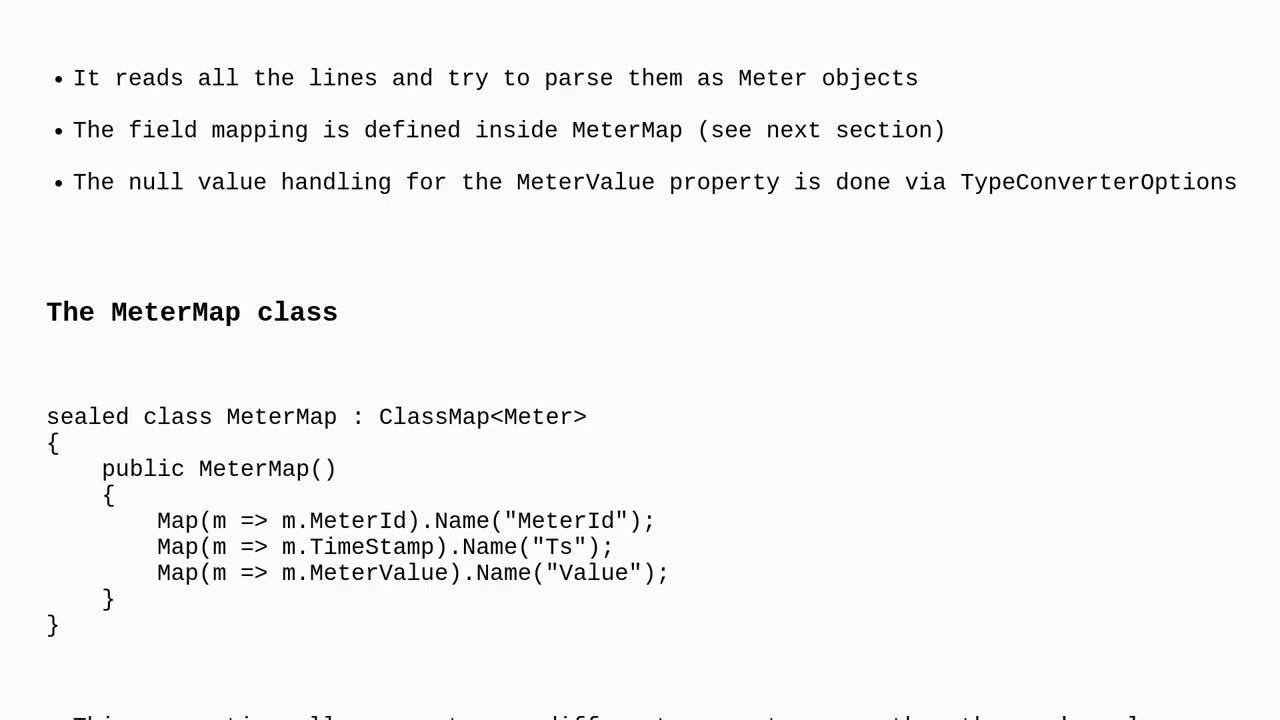 • It reads all the lines and try to parse them as Meter objects
• The field mapping is defined inside MeterMap (see next section)
• The null value handling for the MeterValue property is done via TypeConverterOptions
The MeterMap class
sealed class MeterMap : ClassMap<Meter>
{
    public MeterMap()
    {
        Map(m => m.MeterId).Name("MeterId");
        Map(m => m.TimeStamp).Name("Ts");
        Map(m => m.MeterValue).Name("Value");
    }
}